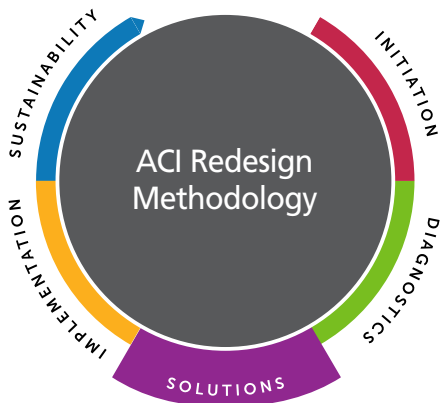 ACI Redesign
Methodology
INITIATION
DIAGNOSTICS
SOLUTIONS
IMPLEMENTATION
SUSTAINABILITY